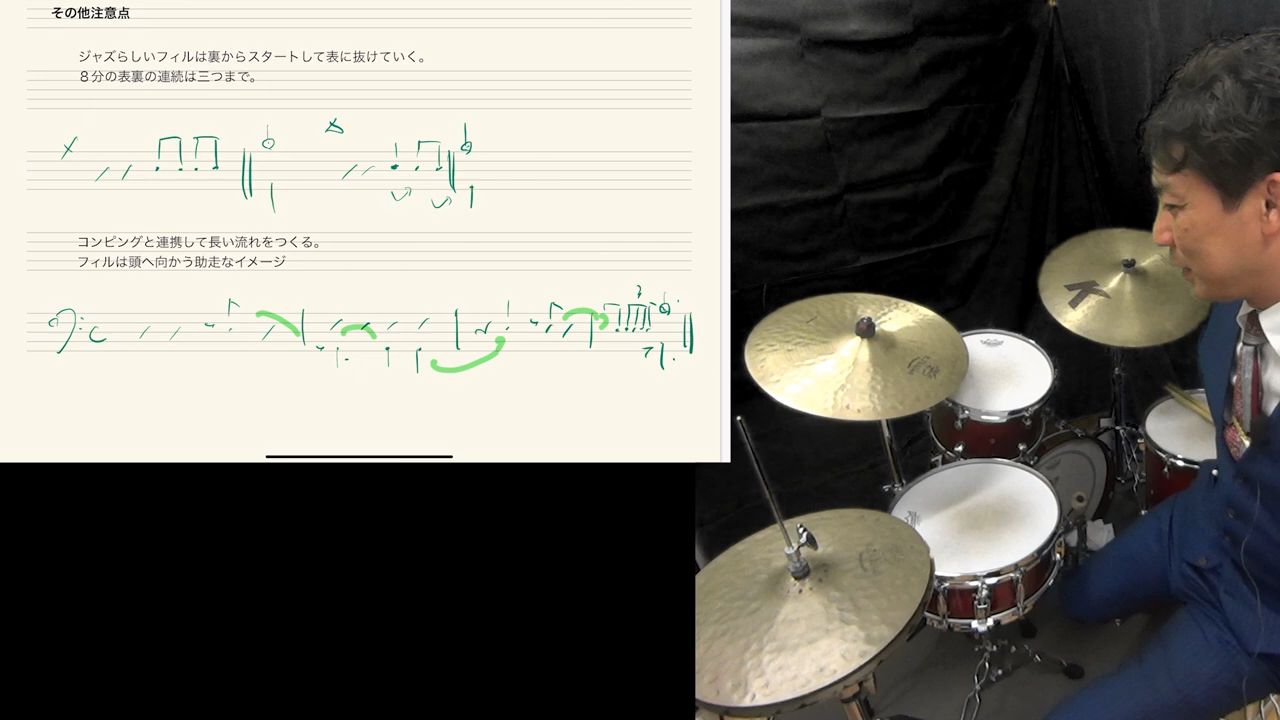 その他注意点
ジャズらしいフィルは裏からスタートして表に抜けていく。
８分の表裏の連続は三つまで。
コンピングと連携して長い流れをつくる。
フィルは頭へ向かう助走なイメージ
3
K